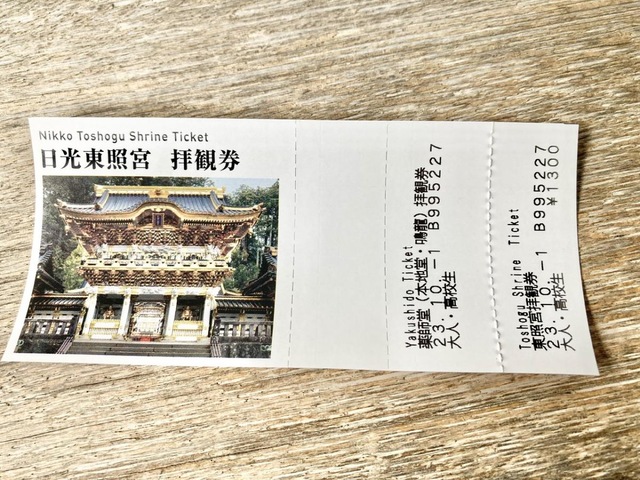 Nikko Toshogu Shrine Ticket
日光東照宮 拝観券
Yakushido Ticket
薬師堂(本地堂・鳴龍)拝観券
23.10.-1 B995227
大人・高校生
Toshogu Shrine Ticket
東照宮拝観券
23.10.-1 B995227
大人・高校生 ¥1300